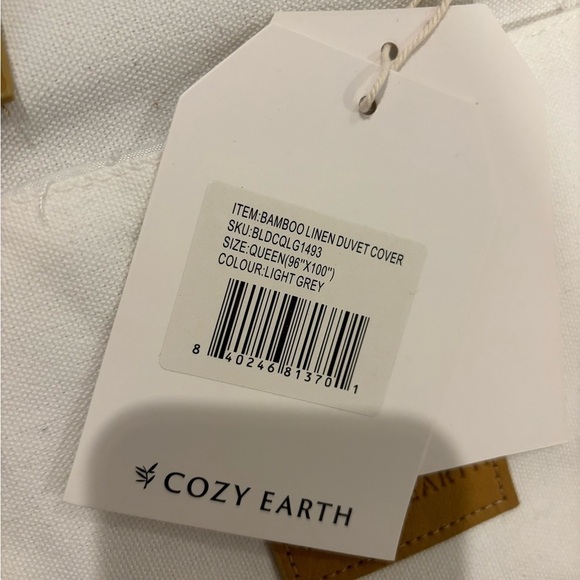 ITEM:BAMBOO LINEN DUVET COVER
SKU:BLDCQLG1493
SIZE:QUEEN(96"X100")
COLOUR:LIGHT GREY
8 40246 81370 1
COZY EARTH